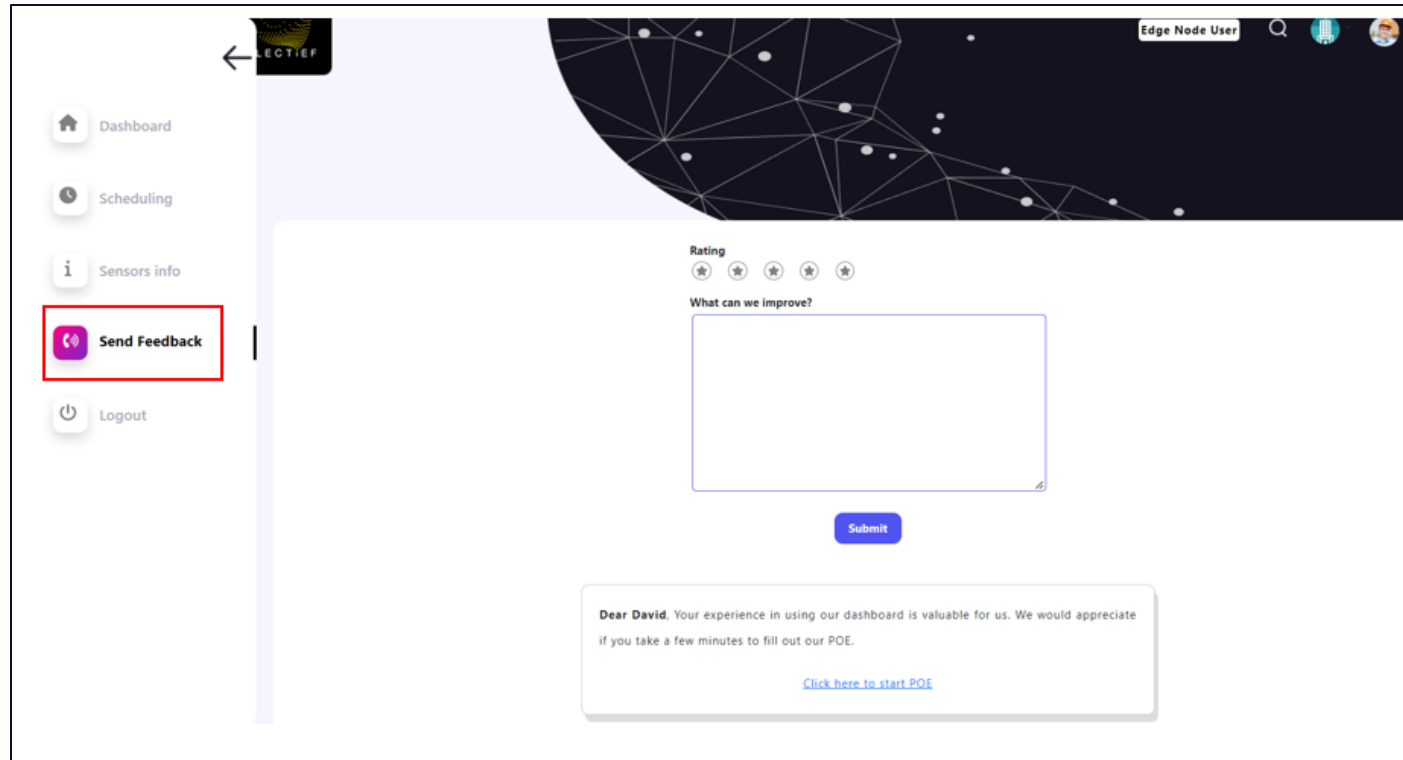 LECTIEF
Edge Node User
Dashboard
Scheduling
i Sensors info
Send Feedback
Logout
Rating
What can we improve?
Submit
Dear David, Your experience in using our dashboard is valuable for us. We would appreciate
if you take a few minutes to fill out our POE.
Click here to start POE